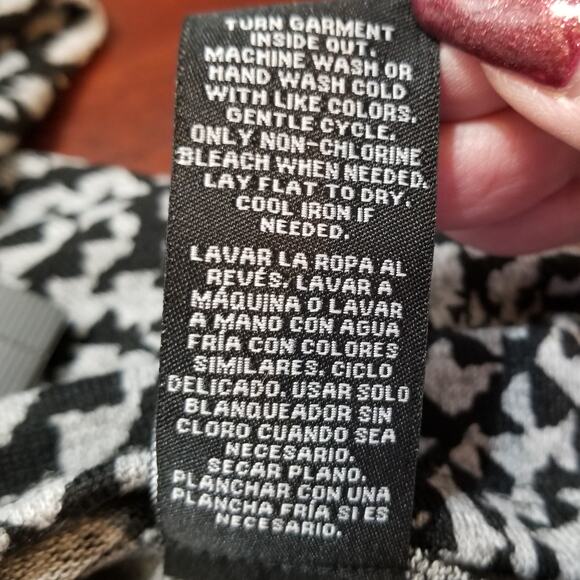 TURN GARMENT
INSIDE OUT.
MACHINE WASH OR
HAND WASH COLD
WITH LIKE COLORS.
GENTLE CYCLE.
ONLY NON-CHLORINE
BLEACH WHEN NEEDED.
LAY FLAT TO DRY.
COOL IRON IF
NEEDED.
LAVAR LA ROPA AL
REVÉS. LAVAR A
MÁQUINA O LAVAR
A MANO CON AGUA
FRÍA CON COLORES
SIMILARES. CICLO
DELICADO. USAR SOLO
BLANQUEADOR SIN
CLORO CUANDO SEA
NECESARIO.
SECAR PLANO.
PLANCHAR CON UNA
PLANCHA FRÍA SI ES
NECESARIO.